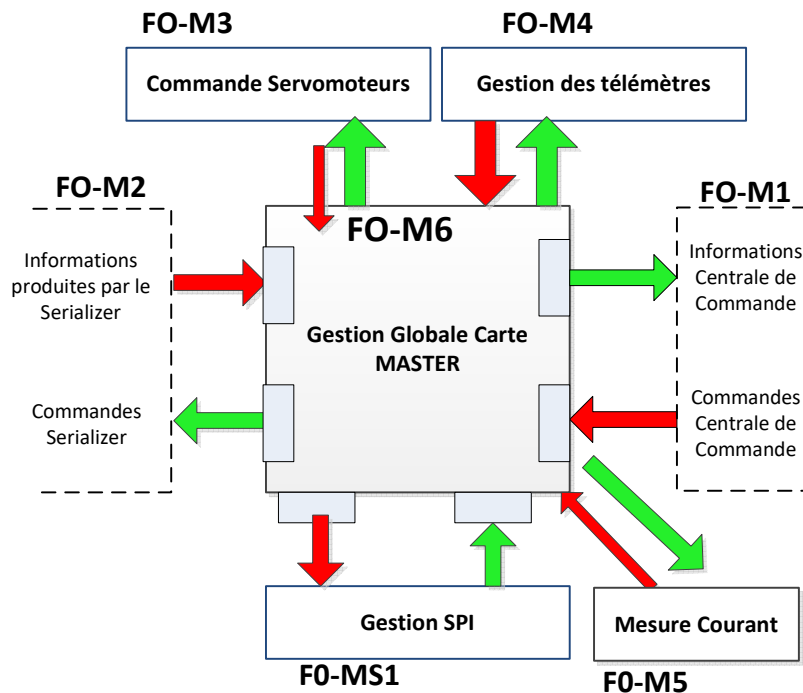 FO-M3
FO-M4
Commande Servomoteurs
Gestion des télémètres
FO-M2
FO-M1
FO-M6
Informations
produites par le
Serializer
Informations
Centrale de
Commande
Gestion Globale Carte
MASTER
Commandes
Serializer
Commandes
Centrale de
Commande
Gestion SPI
Mesure Courant
F0-MS1
F0-M5